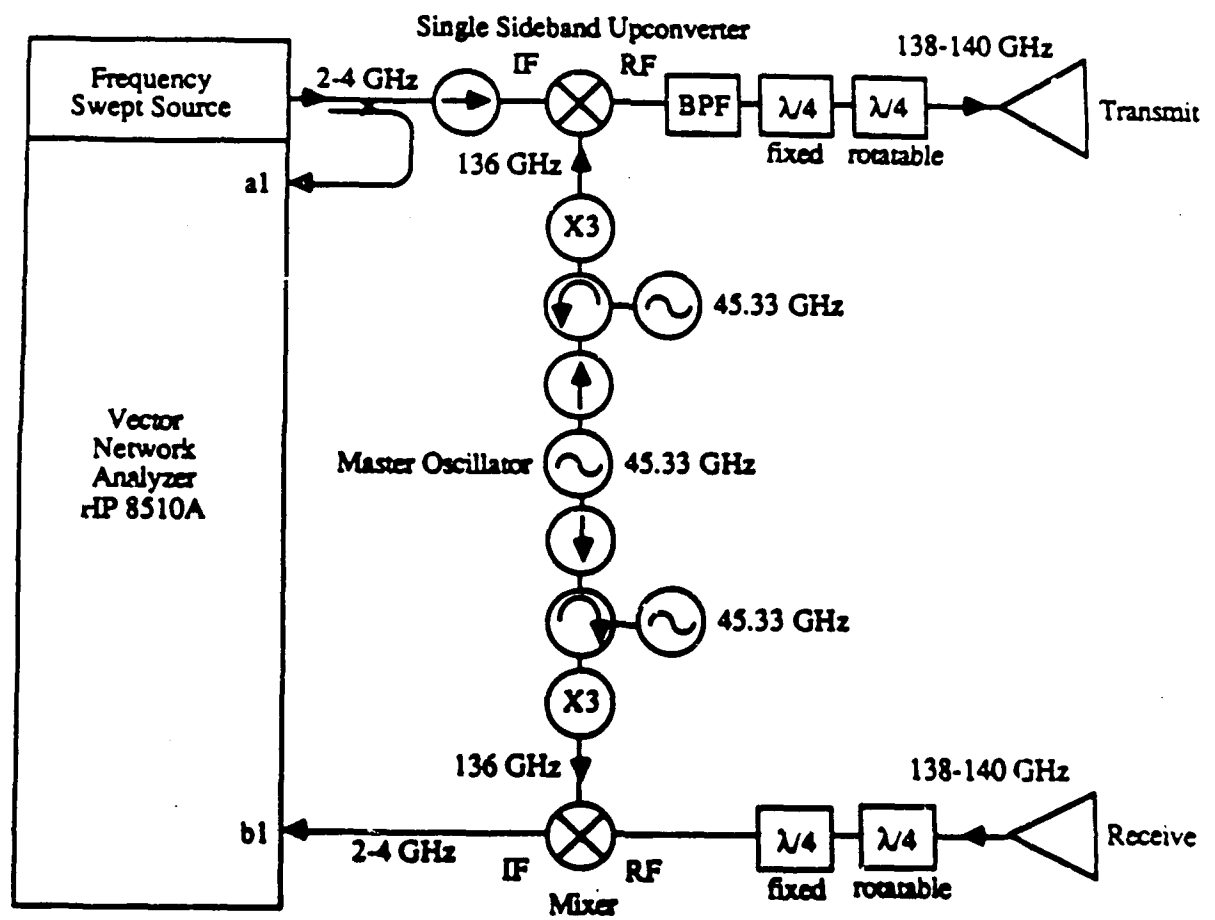 Single Sideband Upconverter
138-140 GHz
Frequency
Swept Source
2-4 GHz
IF
RF
BPF
λ/4
λ/4
Transmit
fixed
rotatable
a1
136 GHz
X3
45.33 GHz
Vector
Network
Analyzer
rIP 8510A
Master Oscillator
45.33 GHz
45.33 GHz
X3
136 GHz
138-140 GHz
b1
2-4 GHz
IF
RF
λ/4
λ/4
Receive
fixed
rotatable
Mixer